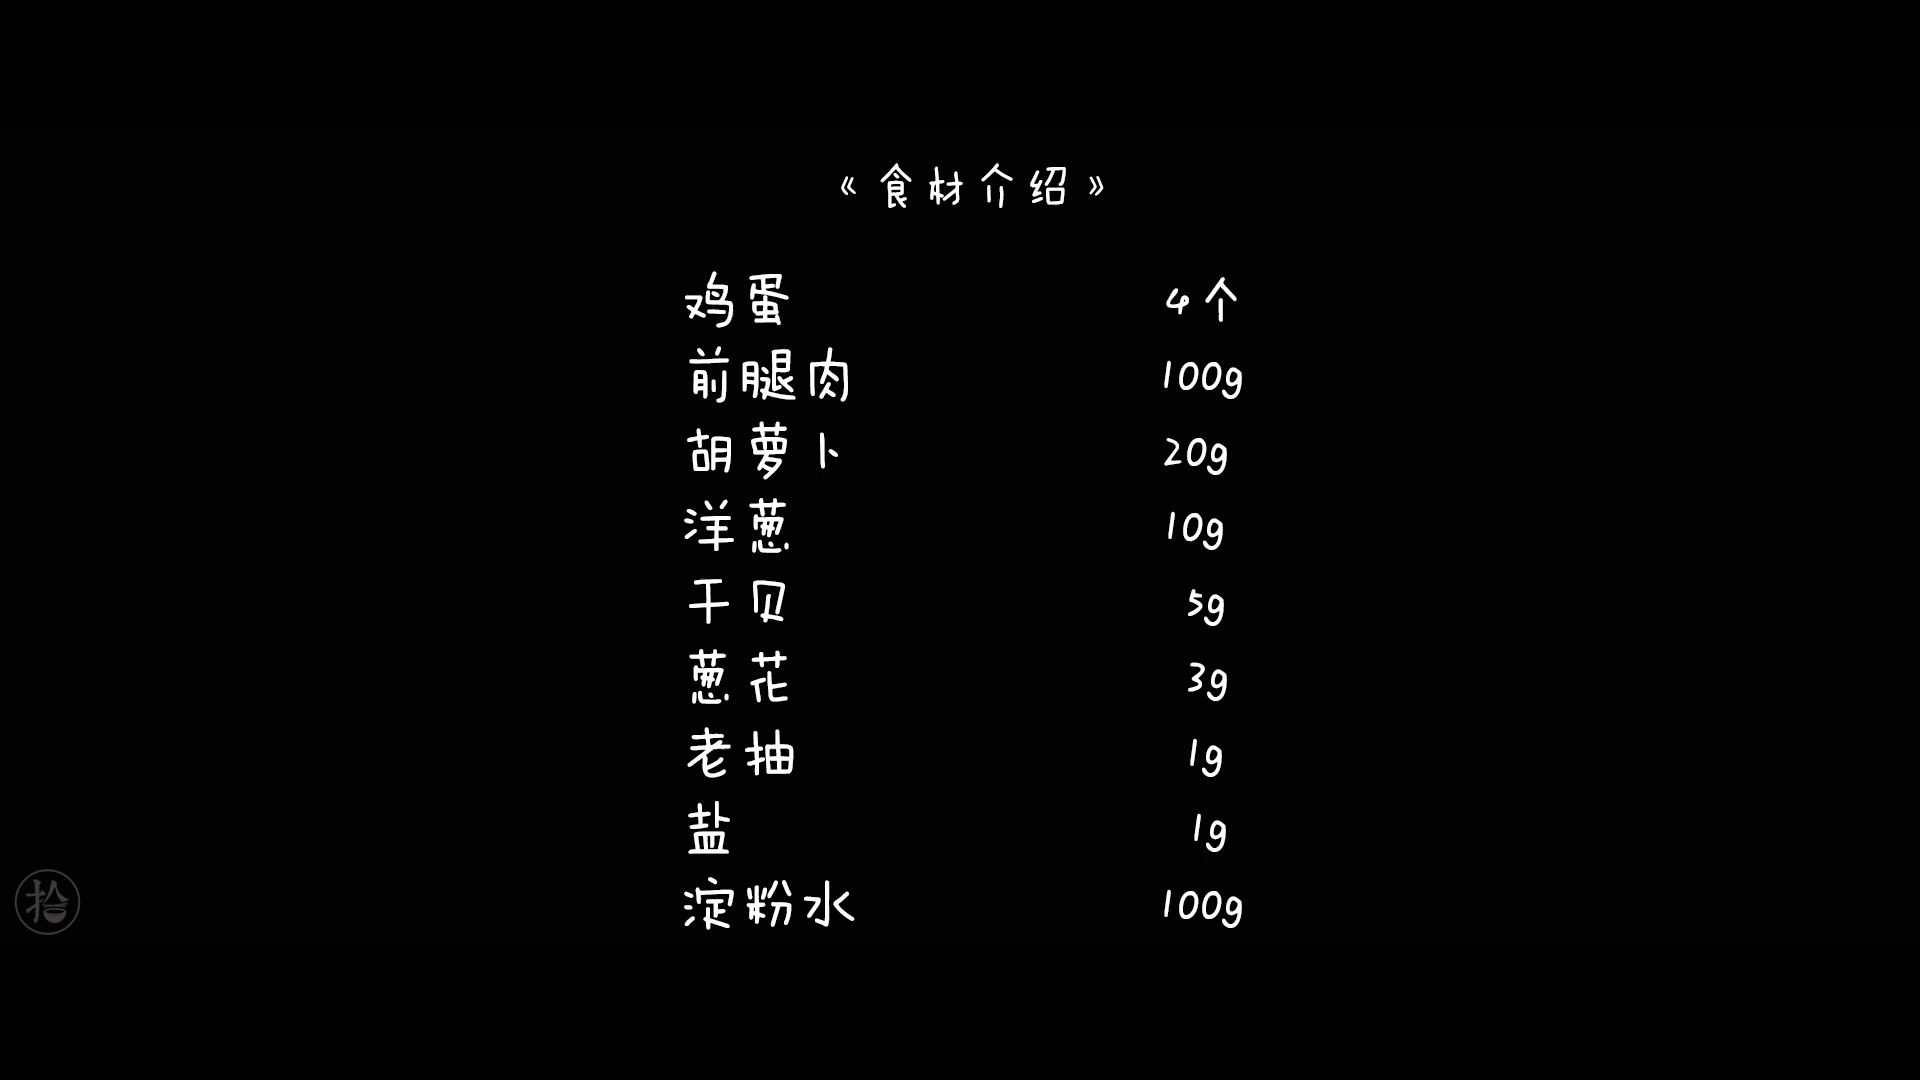 《食材介绍》
鸡蛋 4个
前腿肉 100g
胡萝卜 20g
洋葱 10g
干贝 5g
葱花 3g
老抽 1g
盐 1g
淀粉水 100g
拾